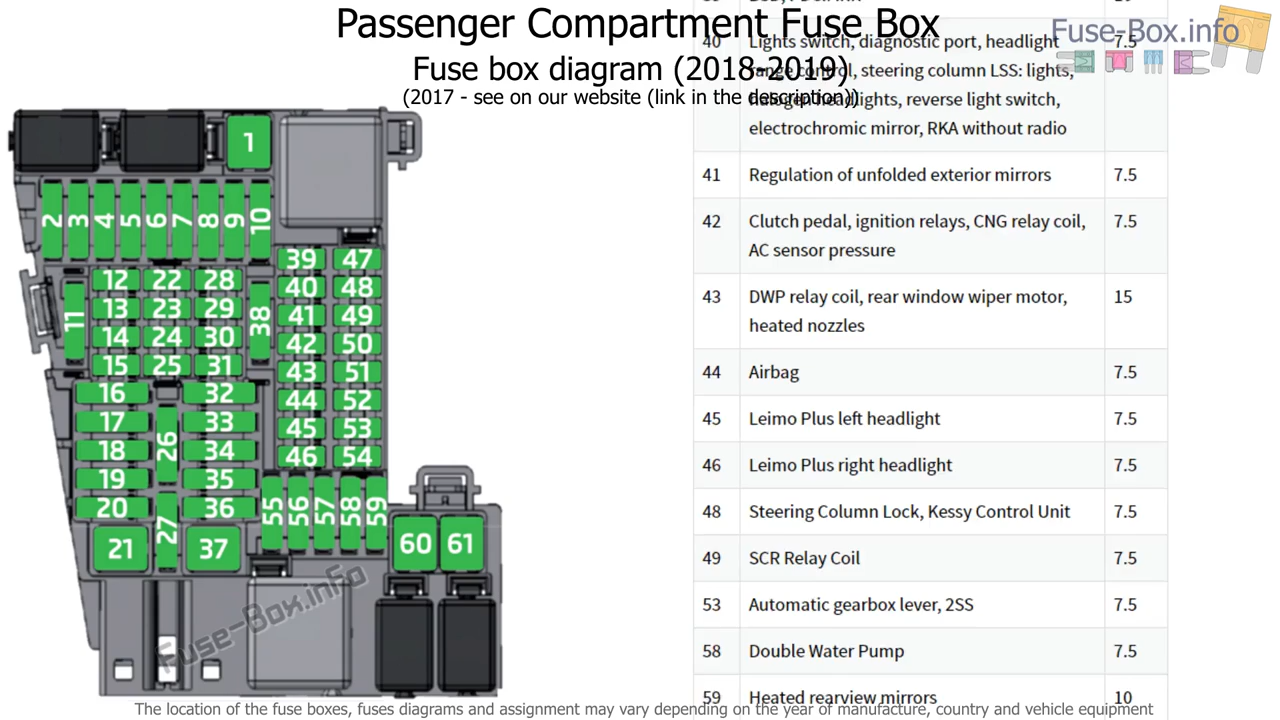 Passenger Compartment Fuse Box
Fuse box diagram (2018-2019)
(2017 - see on our website (link in the description))
Fuse-Box.info
1
2 3 4 5 6 7 8 9 10
39 47
12 22 28 40 48
13 23 29 41 49
11 38
14 24 30 42 50
15 25 31 43 51
16 32 44 52
17 33 45 53
26
18 34 46 54
19 35
20 36 55 56 57 58 59
27
21 37 60 61
Fuse-Box.info
40 Lights switch, diagnostic port, headlight 7.5
range control, steering column LSS: lights,
halogen headlights, reverse light switch,
electrochromic mirror, RKA without radio
41 Regulation of unfolded exterior mirrors 7.5
42 Clutch pedal, ignition relays, CNG relay coil, 7.5
AC sensor pressure
43 DWP relay coil, rear window wiper motor, 15
heated nozzles
44 Airbag 7.5
45 Leimo Plus left headlight 7.5
46 Leimo Plus right headlight 7.5
48 Steering Column Lock, Kessy Control Unit 7.5
49 SCR Relay Coil 7.5
53 Automatic gearbox lever, 2SS 7.5
58 Double Water Pump 7.5
59 Heated rearview mirrors 10
The location of the fuse boxes, fuses diagrams and assignment may vary depending on the year of manufacture, country and vehicle equipment